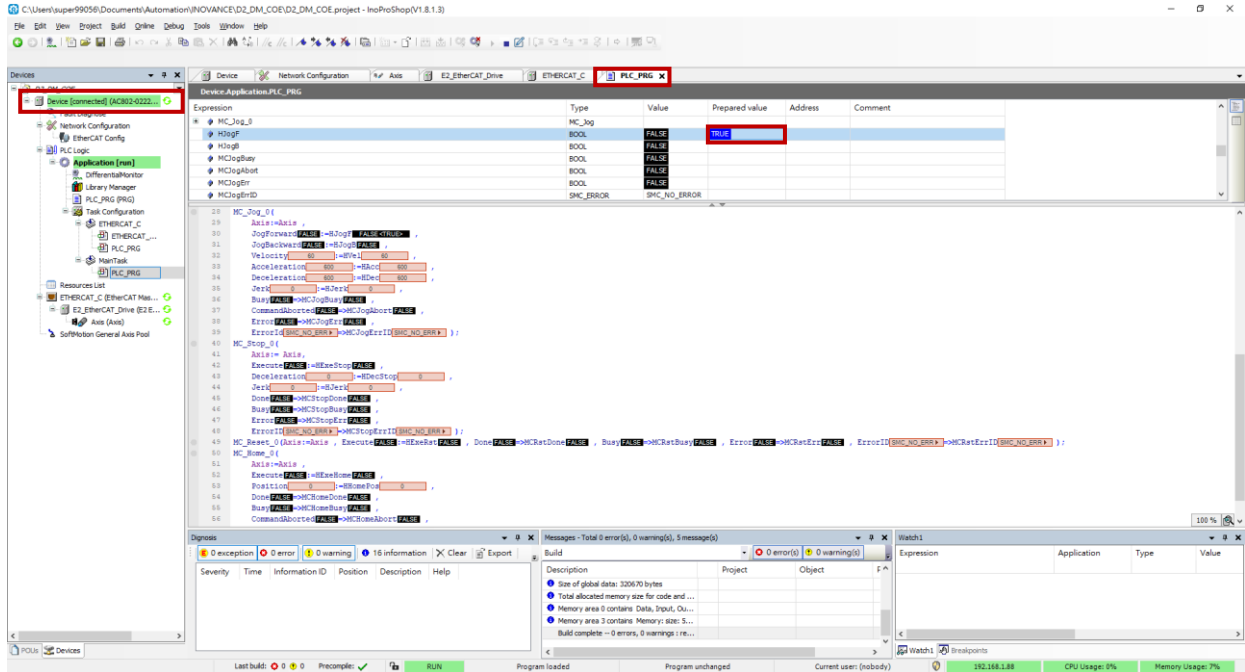 C:\Users\super99056\Documents\Automation\INOVANCE\D2_DM_COE\D2_DM_COE.project - InoProShop(V1.8.1.3)
File Edit View Project Build Online Debug Tools Window Help
Devices
Device Network Configuration Axis E2_EtherCAT_Drive ETHERCAT_C PLC_PRG
Device [connected] (AC802-0222...
Network Configuration
EtherCAT Config
PLC Logic
Application [run]
DifferentialMonitor
Library Manager
PLC_PRG (PRG)
Task Configuration
ETHERCAT_C
ETHERCAT_...
PLC_PRG
MainTask
PLC_PRG
Resources List
ETHERCAT_C (EtherCAT Mas...
E2_EtherCAT_Drive (E2 E...
Axis (Axis)
SoftMotion General Axis Pool
Device.Application.PLC_PRG
Expression Type Value Prepared value Address Comment
MC_Jog_0 MC_Jog
HJogF BOOL FALSE TRUE
HJogB BOOL FALSE
MCJogBusy BOOL FALSE
MCJogAbort BOOL FALSE
MCJogErr BOOL FALSE
MCJogErrID SMC_ERROR SMC_NO_ERROR
28 MC_Jog_0(
29 Axis:=Axis ,
30 JogForward FALSE :=HJogF FALSE<TRUE> ,
31 JogBackward FALSE :=HJogB FALSE ,
32 Velocity 60 :=HVel 60 ,
33 Acceleration 600 :=HAcc 600 ,
34 Deceleration 600 :=HDec 600 ,
35 Jerk 0 :=HJerk 0 ,
36 Busy FALSE =>MCJogBusy FALSE ,
37 CommandAborted FALSE =>MCJogAbort FALSE ,
38 Error FALSE =>MCJogErr FALSE ,
39 ErrorId SMC_NO_ERR =>MCJogErrID SMC_NO_ERR );
40 MC_Stop_0(
41 Axis:= Axis,
42 Execute FALSE :=HExeStop FALSE ,
43 Deceleration 0 :=HDecStop 0 ,
44 Jerk 0 :=HJerk 0 ,
45 Done FALSE =>MCStopDone FALSE ,
46 Busy FALSE =>MCStopBusy FALSE ,
47 Error FALSE =>MCStopErr FALSE ,
48 ErrorID SMC_NO_ERR =>MCStopErrID SMC_NO_ERR );
49 MC_Reset_0(Axis:=Axis , Execute FALSE :=HExeRst FALSE , Done FALSE =>MCRstDone FALSE , Busy FALSE =>MCRstBusy FALSE , Error FALSE =>MCRstErr FALSE , ErrorID SMC_NO_ERR =>MCRstErrID SMC_NO_ERR );
50 MC_Home_0(
51 Axis:=Axis ,
52 Execute FALSE :=HExeHome FALSE ,
53 Position 0 :=HHomePos 0 ,
54 Done FALSE =>MCHomeDone FALSE ,
55 Busy FALSE =>MCHomeBusy FALSE ,
56 CommandAborted FALSE =>MCHomeAbort FALSE ,
100 %
Dignosis
0 exception 0 error 0 warning 16 information Clear Export
Severity Time Information ID Position Description Help
Messages - Total 0 error(s), 0 warning(s), 5 message(s)
Build 0 error(s) 0 warning(s)
Description Project Object
Size of global data: 320670 bytes
Total allocated memory size for code and ...
Memory area 0 contains Data, Input, Ou...
Memory area 3 contains Memory: size: 5...
Build complete -- 0 errors, 0 warnings : re...
Watch1
Expression Application Type Value
POUs Devices
Watch1 Breakpoints
Last build: 0 0 Precompile: RUN Program loaded Program unchanged Current user: (nobody) 192.168.1.88 CPU Usage: 0% Memory Usage: 7%